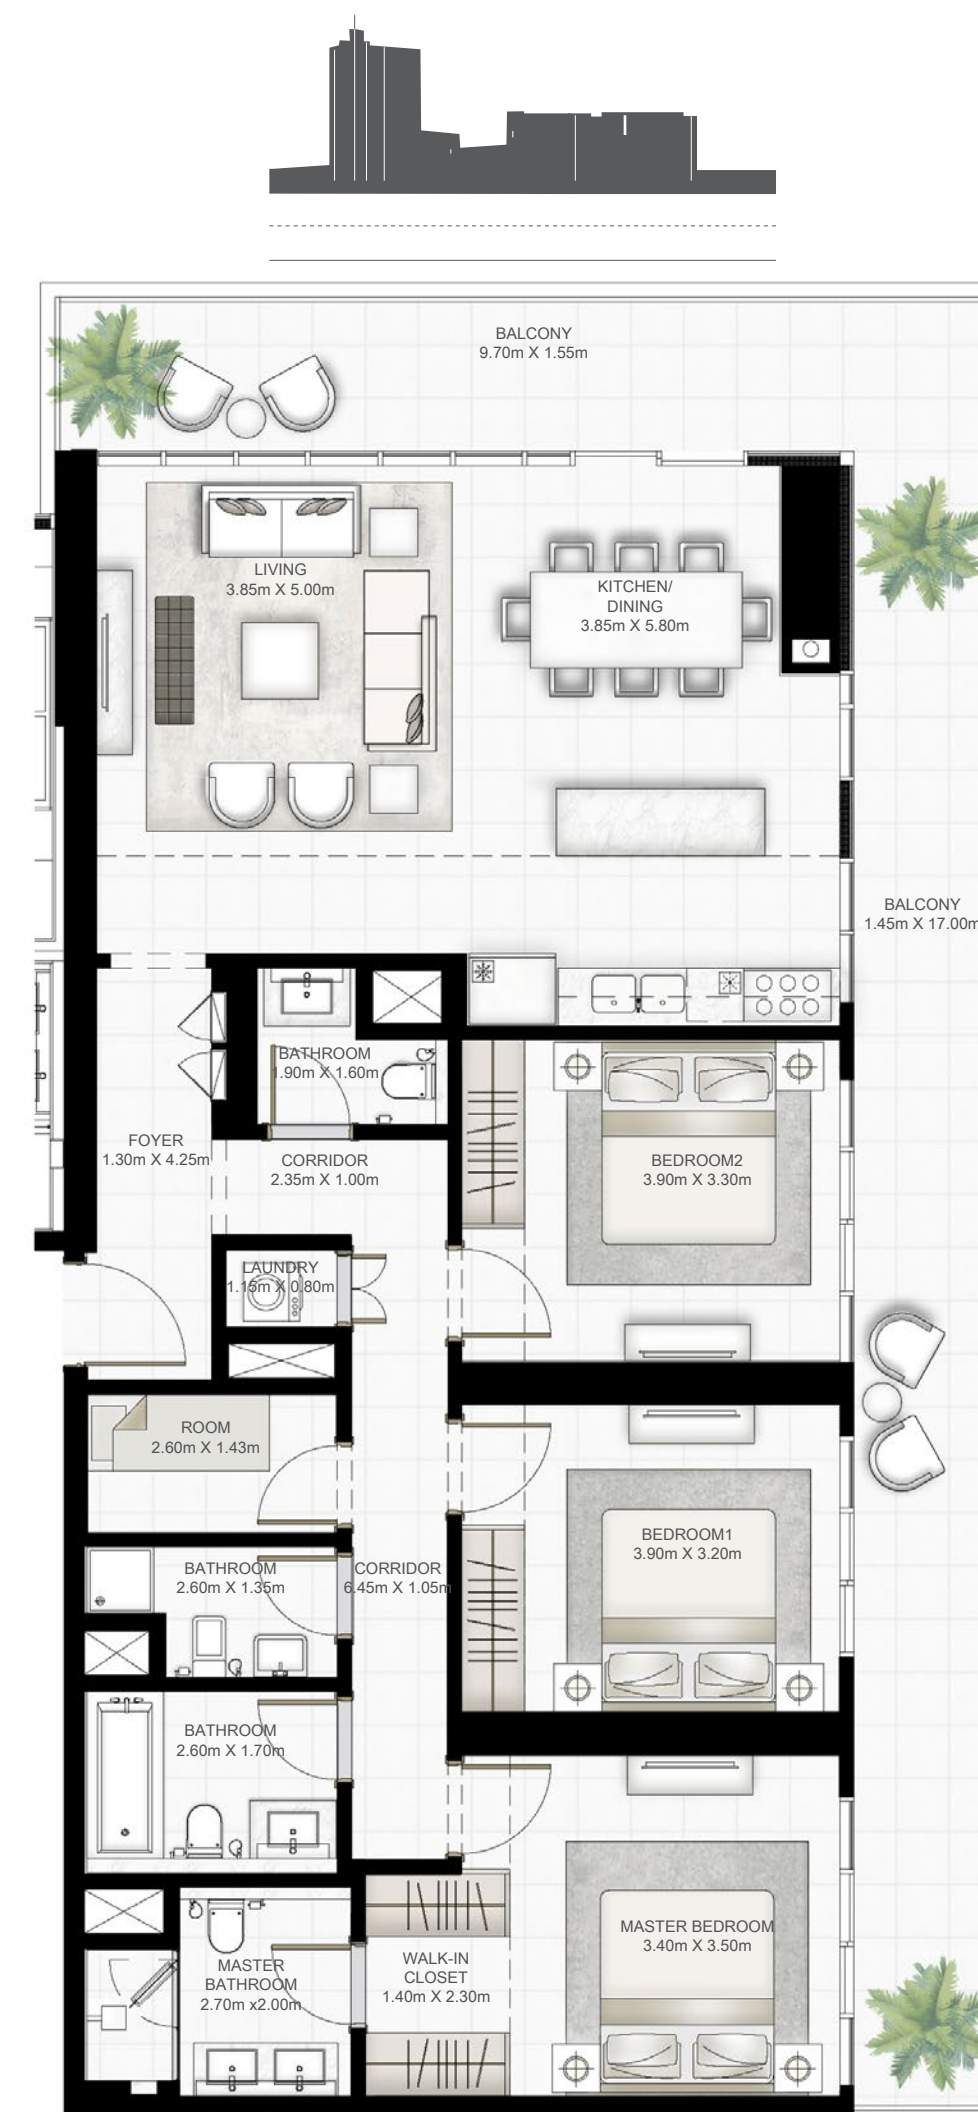 BALCONY
9.70m X 1.55m
LIVING
3.85m X 5.00m
KITCHEN/
DINING
3.85m X 5.80m
BALCONY
1.45m X 17.00m
BATHROOM
1.90m X 1.60m
FOYER
1.30m X 4.25m
CORRIDOR
2.35m X 1.00m
BEDROOM2
3.90m X 3.30m
LAUNDRY
1.15m X 0.80m
ROOM
2.60m X 1.43m
BEDROOM1
3.90m X 3.20m
BATHROOM
2.60m X 1.35m
CORRIDOR
6.45m X 1.05m
BATHROOM
2.60m X 1.70m
MASTER BEDROOM
3.40m X 3.50m
WALK-IN
CLOSET
1.40m X 2.30m
MASTER
BATHROOM
2.70m x2.00m